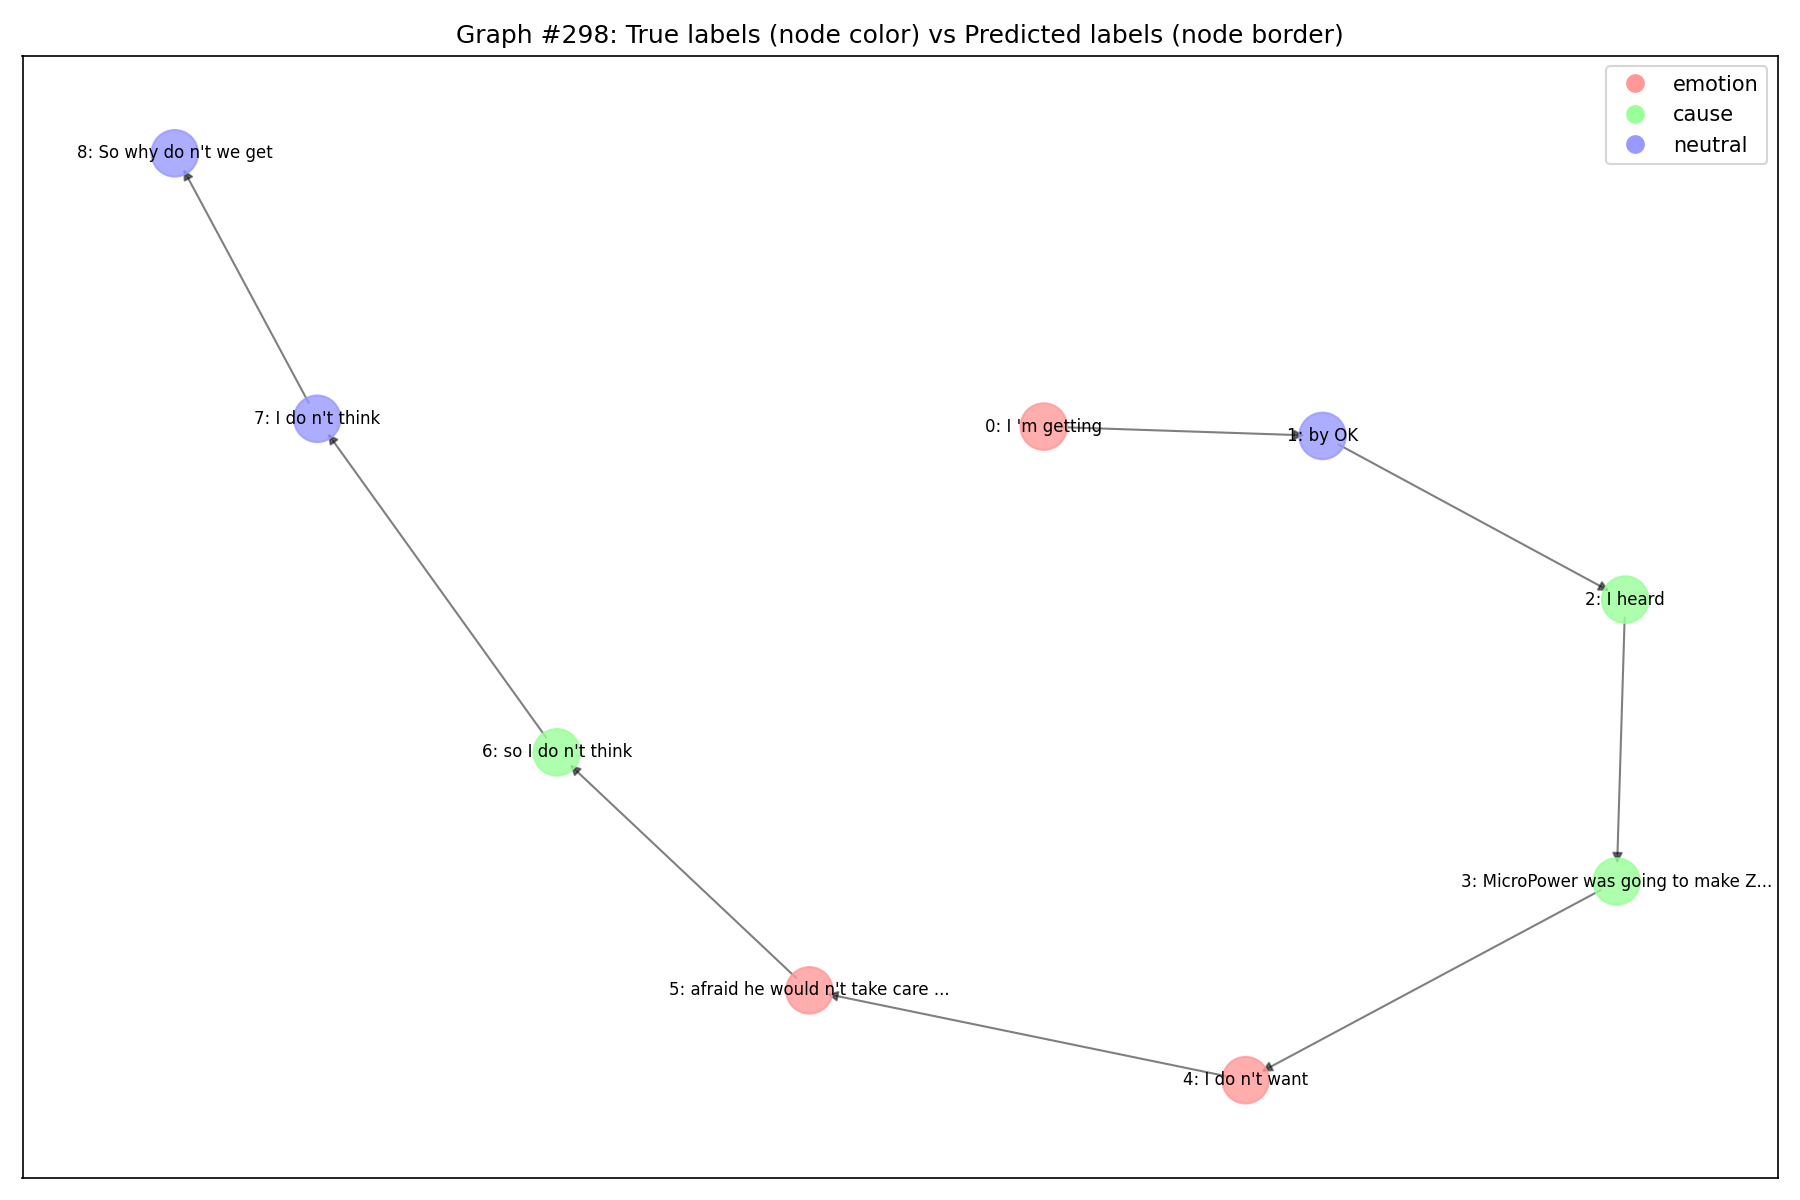 Graph #298: True labels (node color) vs Predicted labels (node border)
emotion
cause
neutral
8: So why do n't we get
7: I do n't think
0: I 'm getting
1: by OK
2: I heard
6: so I do n't think
3: MicroPower was going to make Z...
5: afraid he would n't take care ...
4: I do n't want